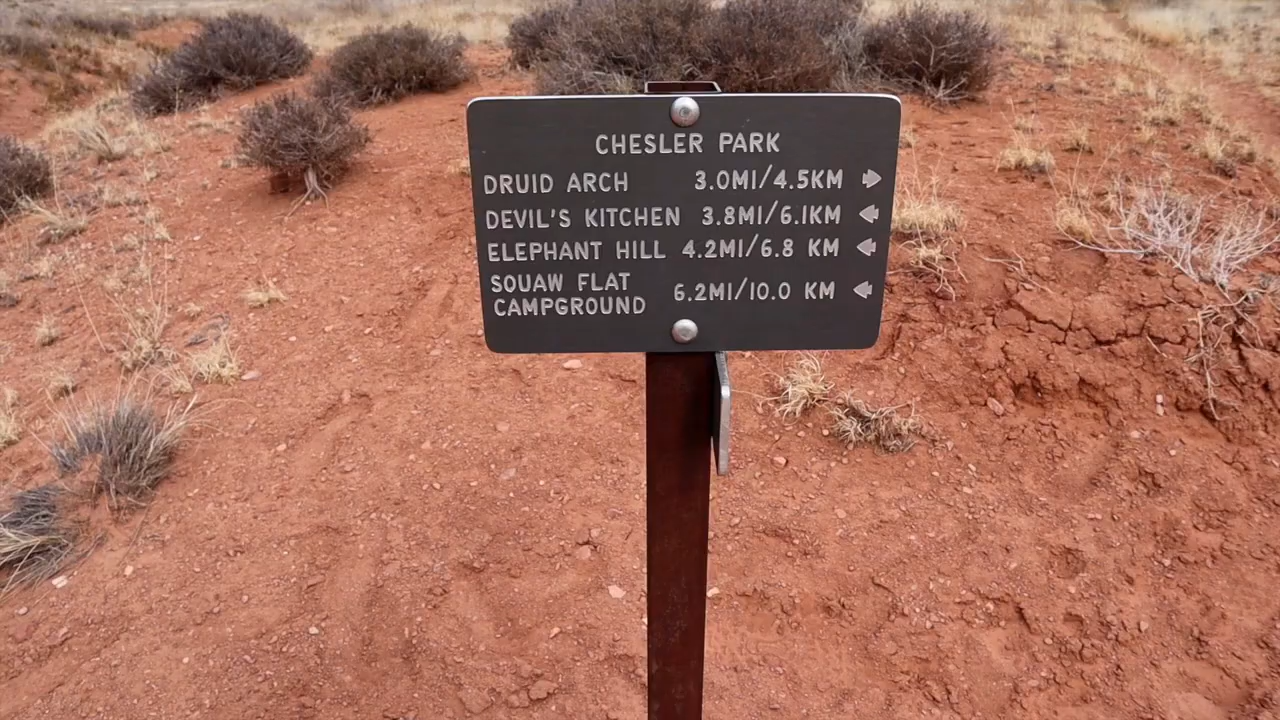 CHESLER PARK
DRUID ARCH 3.0MI/4.5KM
DEVIL'S KITCHEN 3.8MI/6.1KM
ELEPHANT HILL 4.2MI/6.8 KM
SQUAW FLAT
CAMPGROUND 6.2MI/10.0 KM